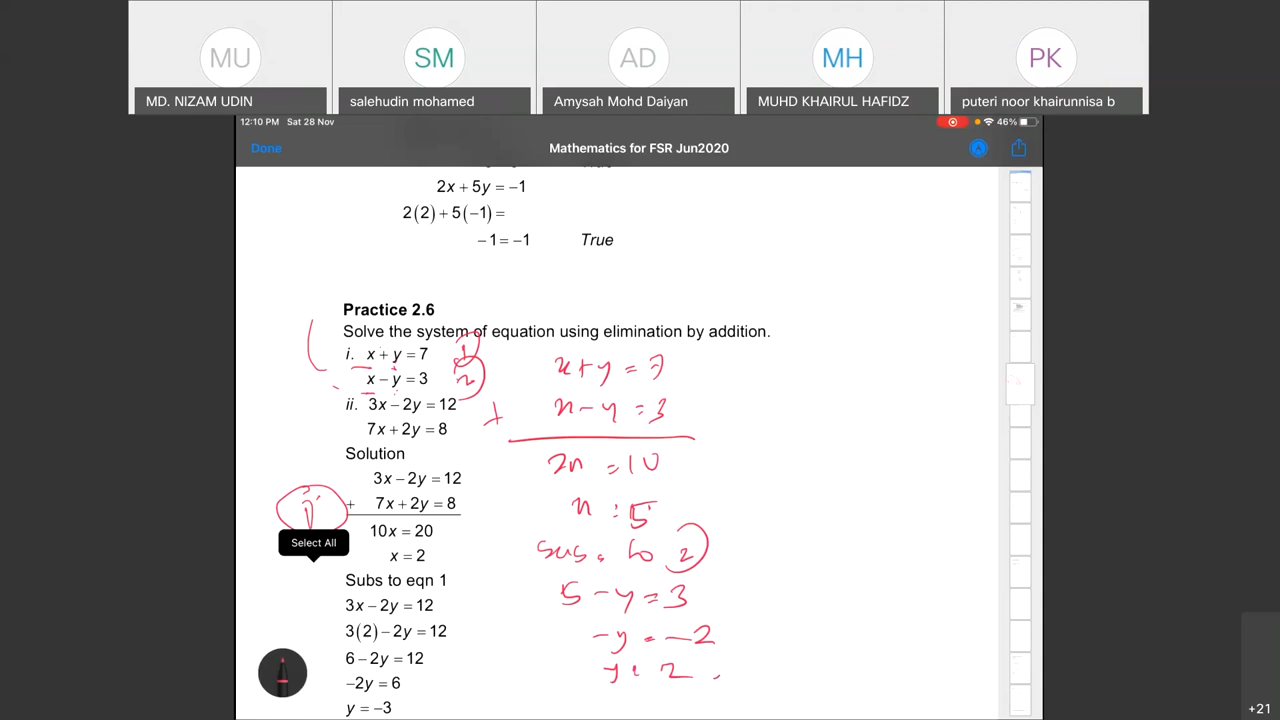 MU
SM
AD
MH
PK
MD. NIZAM UDIN
salehudin mohamed
Amysah Mohd Daiyan
MUHD KHAIRUL HAFIDZ
puteri noor khairunnisa b
12:10 PM Sat 28 Nov
46%
Done
Mathematics for FSR Jun2020
2x + 5y = −1
2(2) + 5(−1) =
−1 = −1 True
Practice 2.6
Solve the system of equation using elimination by addition.
i. x + y = 7 1
x − y = 3 2
ii. 3x − 2y = 12
7x + 2y = 8
Solution
3x − 2y = 12
+ 7x + 2y = 8
10x = 20
x = 2
Subs to eqn 1
3x − 2y = 12
3(2) − 2y = 12
6 − 2y = 12
−2y = 6
y = −3
Select All
x + y = 7
+ x − y = 3
2x = 10
x = 5
subs. to 2
5 − y = 3
−y = −2
y = 2
+21